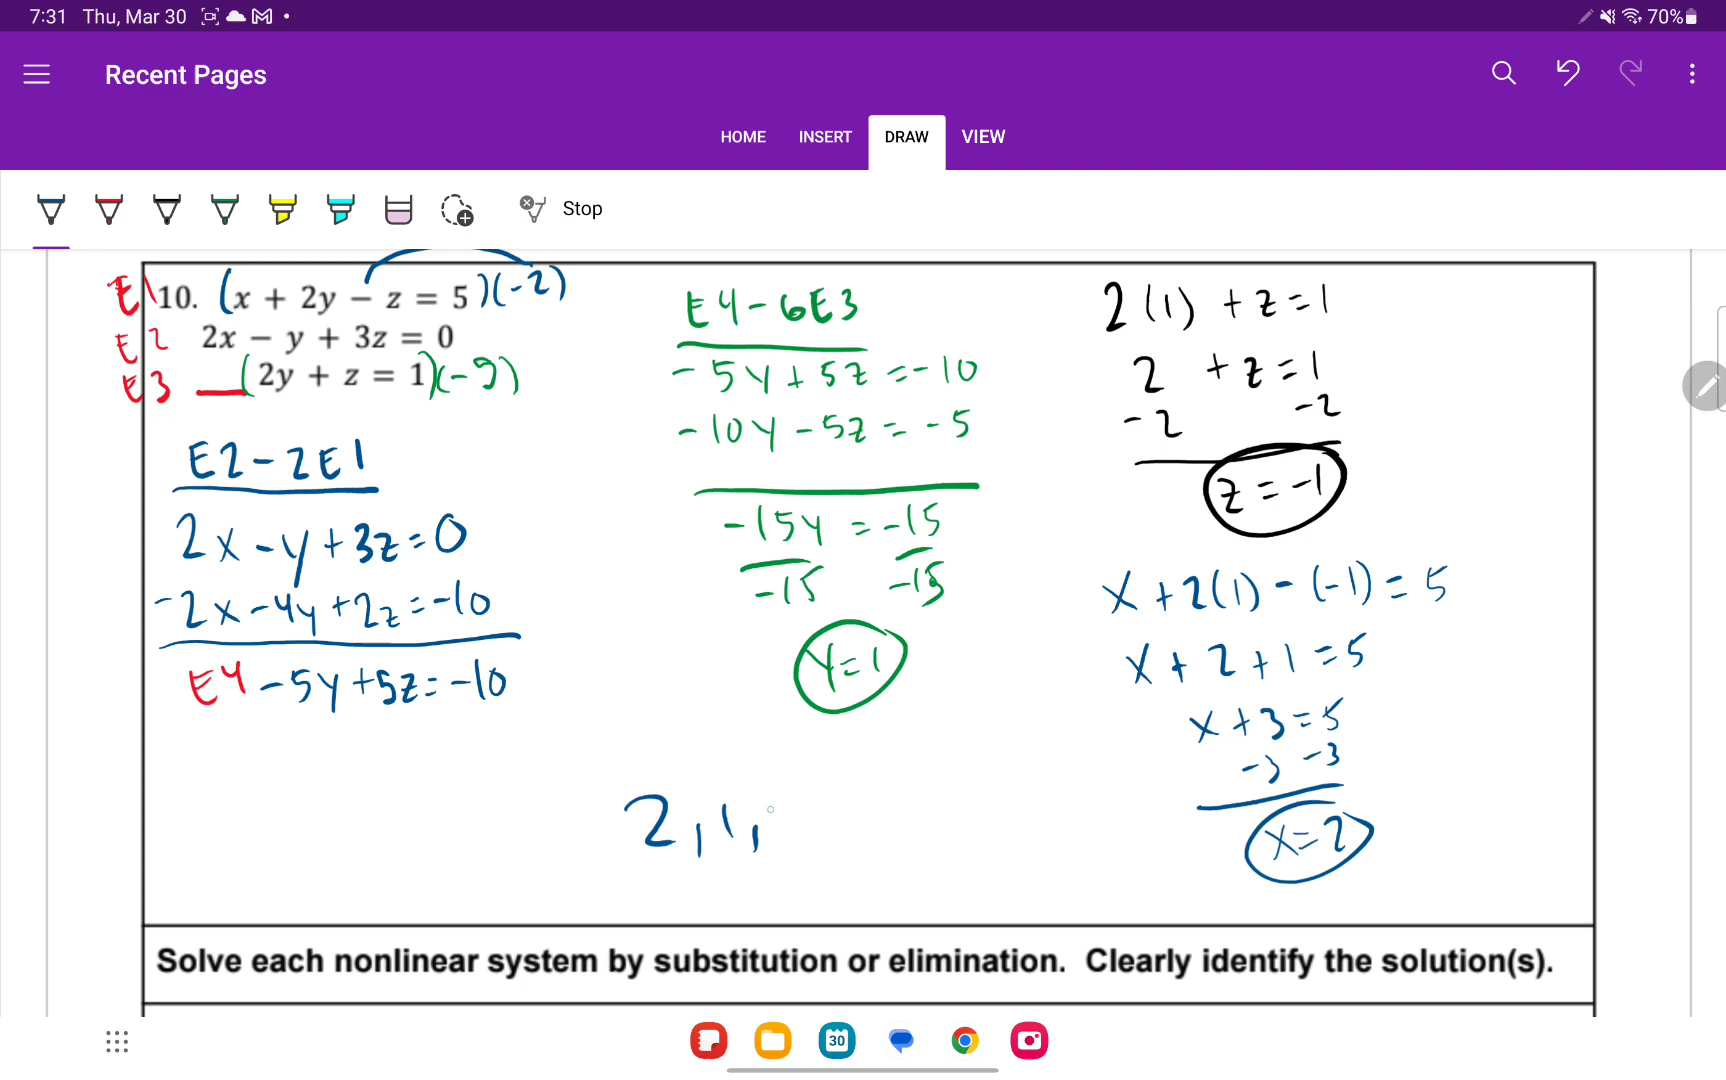 7:31 Thu, Mar 30
70%
Recent Pages
HOME INSERT DRAW VIEW
Stop
E1 10. (x + 2y − z = 5)(-2)
E2 2x − y + 3z = 0
E3 (2y + z = 1)(-5)
E2-2E1
2x-y+3z=0
-2x-4y+2z=-10
E4 -5y+5z=-10
E4-6E3
-5y+5z=-10
-10y-5z=-5
-15y=-15
-15 -15
y=1
2(1)+z=1
2 +z=1
-2 -2
z=-1
x+2(1)-(-1)=5
x+2+1=5
x+3=5
-3 -3
x=2
2,1,
Solve each nonlinear system by substitution or elimination. Clearly identify the solution(s).
30